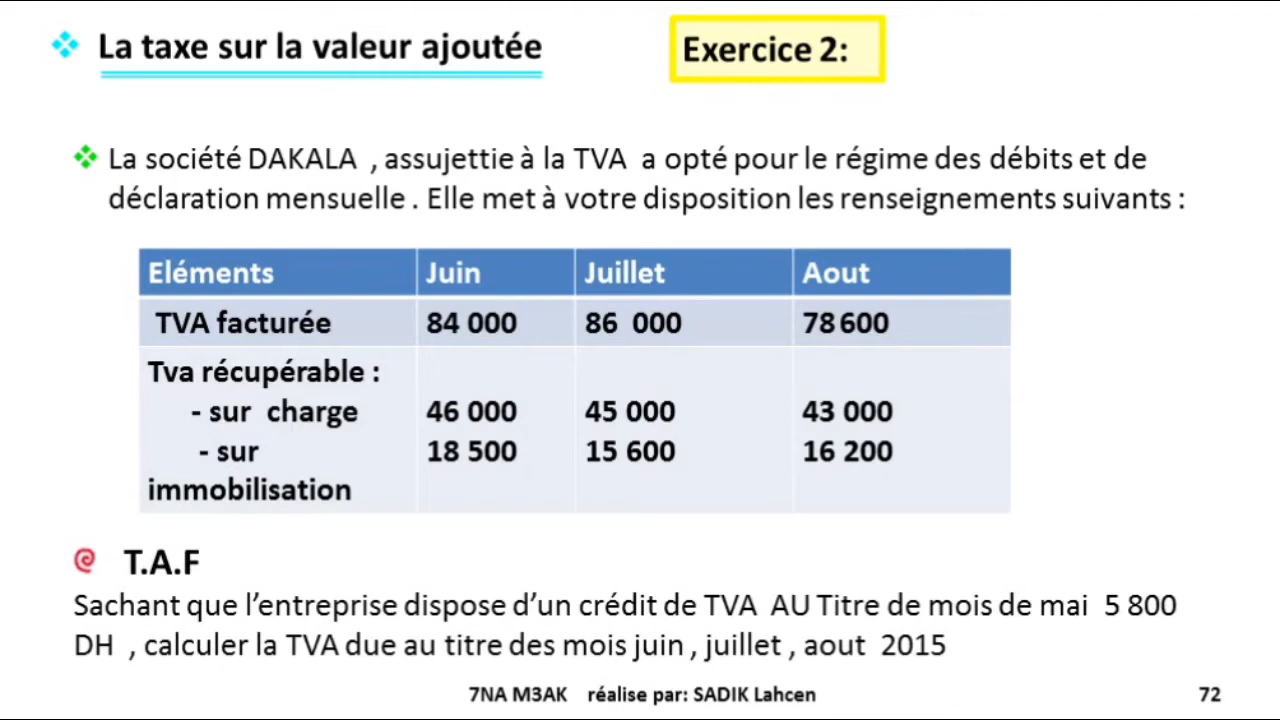 La taxe sur la valeur ajoutée
Exercice 2:
La société DAKALA , assujettie à la TVA a opté pour le régime des débits et de
déclaration mensuelle . Elle met à votre disposition les renseignements suivants :
Eléments Juin Juillet Aout
TVA facturée 84 000 86 000 78 600
Tva récupérable :
- sur charge 46 000 45 000 43 000
- sur 18 500 15 600 16 200
immobilisation
T.A.F
Sachant que l'entreprise dispose d'un crédit de TVA AU Titre de mois de mai 5 800
DH , calculer la TVA due au titre des mois juin , juillet , aout 2015
7NA M3AK réalise par: SADIK Lahcen
72